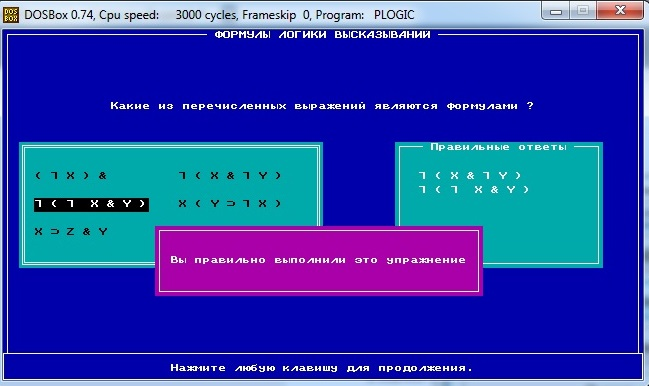 DOSBox 0.74, Cpu speed: 3000 cycles, Frameskip 0, Program: PLOGIC
ФОРМУЛЫ ЛОГИКИ ВЫСКАЗЫВАНИЙ
Какие из перечисленных выражений являются формулами ?
( ⅂ X ) & ⅂ ( X & ⅂ Y )
⅂ ( ⅂ X & Y ) X ( Y ⊃ ⅂ X )
X ⊃ Z & Y
Правильные ответы
⅂ ( X & ⅂ Y )
⅂ ( ⅂ X & Y )
Вы правильно выполнили это упражнение
Нажмите любую клавишу для продолжения.